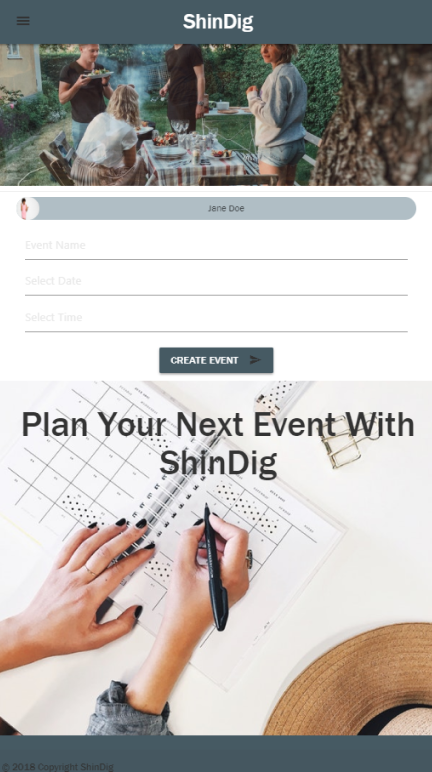 ShinDig
Jane Doe
Event Name
Select Date
Select Time
CREATE EVENT
Plan Your Next Event With
ShinDig
© 2018 Copyright ShinDig